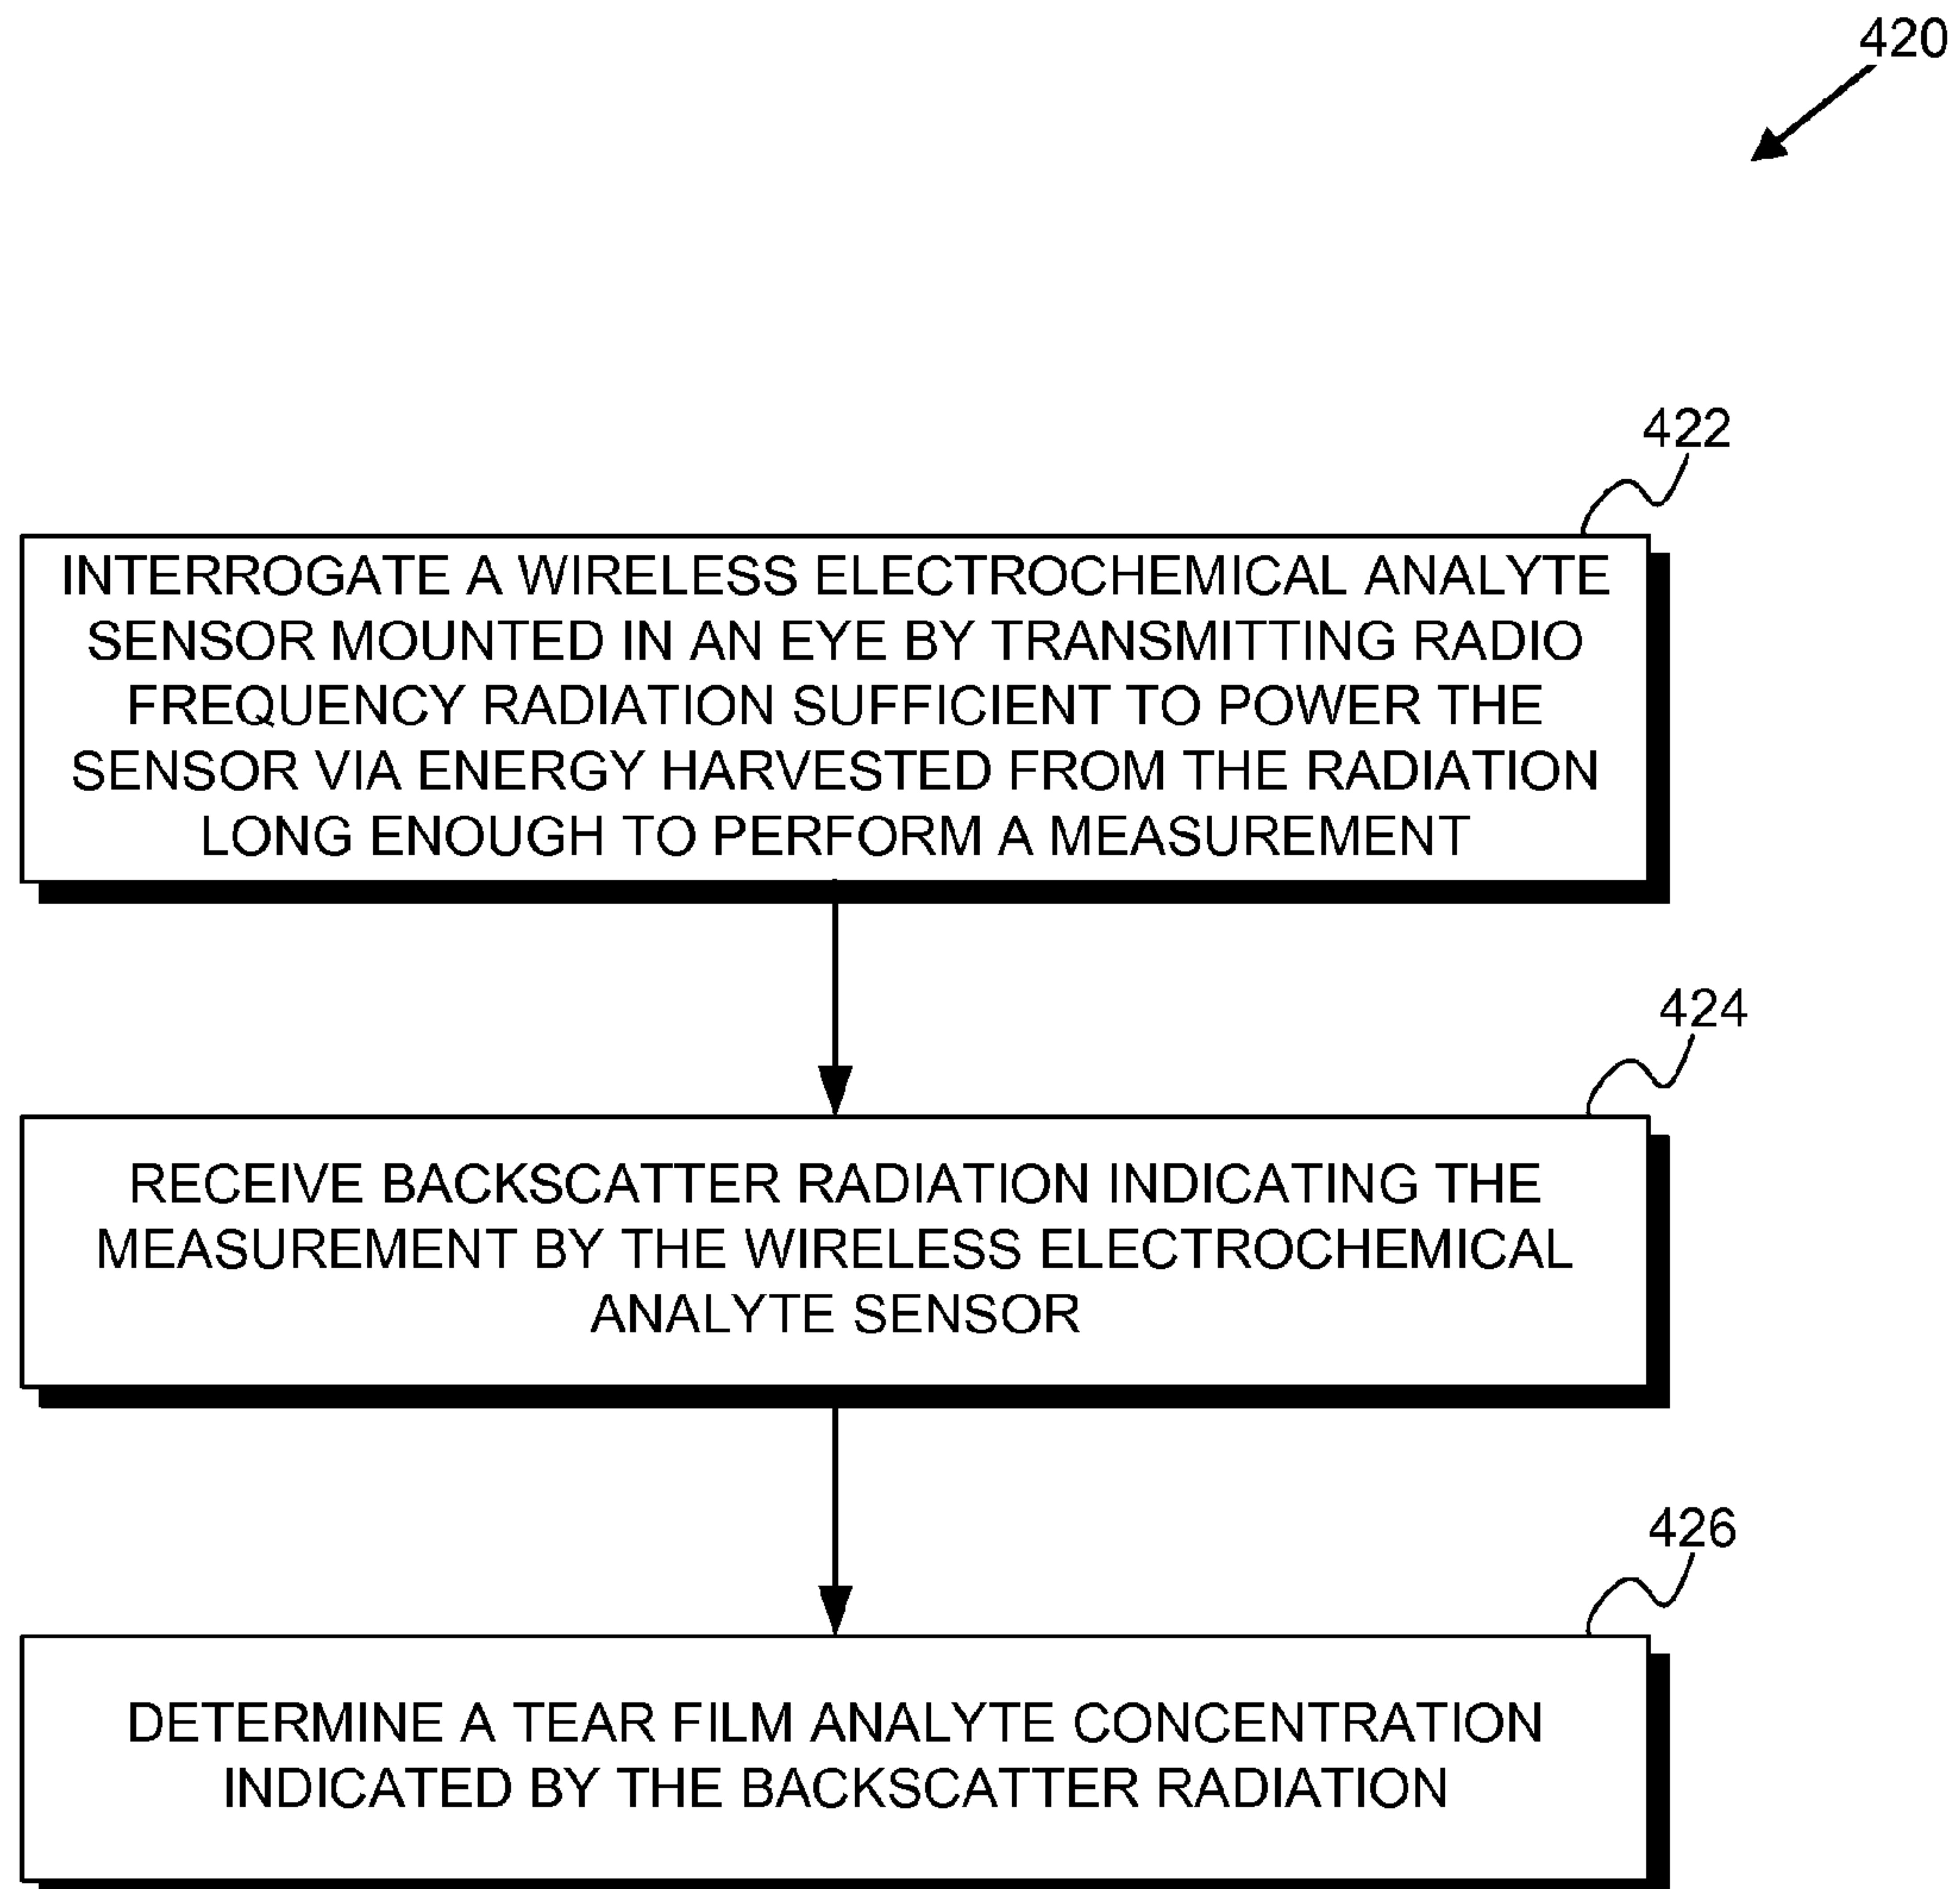 420
422
INTERROGATE A WIRELESS ELECTROCHEMICAL ANALYTE
SENSOR MOUNTED IN AN EYE BY TRANSMITTING RADIO
FREQUENCY RADIATION SUFFICIENT TO POWER THE
SENSOR VIA ENERGY HARVESTED FROM THE RADIATION
LONG ENOUGH TO PERFORM A MEASUREMENT
424
RECEIVE BACKSCATTER RADIATION INDICATING THE
MEASUREMENT BY THE WIRELESS ELECTROCHEMICAL
ANALYTE SENSOR
426
DETERMINE A TEAR FILM ANALYTE CONCENTRATION
INDICATED BY THE BACKSCATTER RADIATION